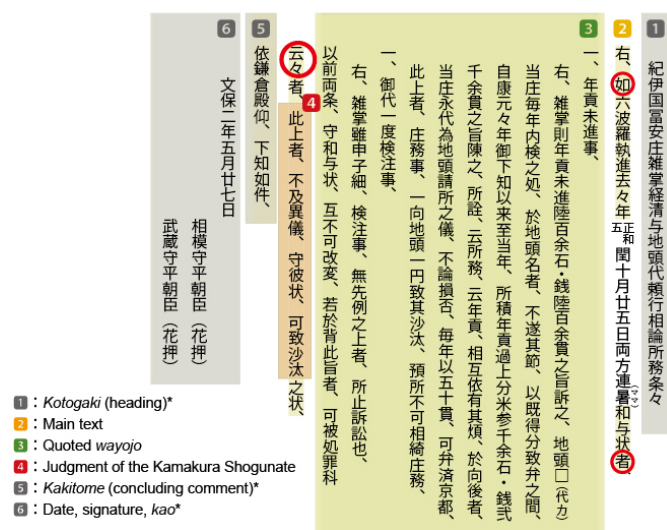 1
紀伊国冨安庄雑掌経清与地頭代頼行相論所務条々
2
右、如六波羅執進去々年正和五閏十月廿五日両方連暑(ママ)和与状者、
3
一、年貢未進事、
右、雑掌則年貢未進陸百余石・銭陸百余貫之旨訴之、地頭□(代カ)
当庄毎年内検之処、於地頭名者、不遂其節、以既得分致弁之間、
自康元々年御下知以来至当年、所積年貢過上分米参千余石・銭弐
千余貫之旨陳之、所詮、云所務、云年貢、相互依有其煩、於向後者、
当庄永代為地頭請所之儀、不論損否、毎年以五十貫、可弁済京都、
此上者、庄務事、一向地頭一円致其沙汰、預所不可相綺庄務、
一、御代一度検注事、
右、雑掌雖申子細、検注事、無先例之上者、所止訴訟也、
以前両条、守和与状、互不可改変、若於背此旨者、可被処罪科
云々者、
4
此上者、不及異儀、守彼状、可致沙汰之状、
5
依鎌倉殿仰、下知如件、
6
文保二年五月廿七日
相模守平朝臣（花押）
武蔵守平朝臣（花押）
1 : Kotogaki (heading)*
2 : Main text
3 : Quoted wayojo
4 : Judgment of the Kamakura Shogunate
5 : Kakitome (concluding comment)*
6 : Date, signature, kao*